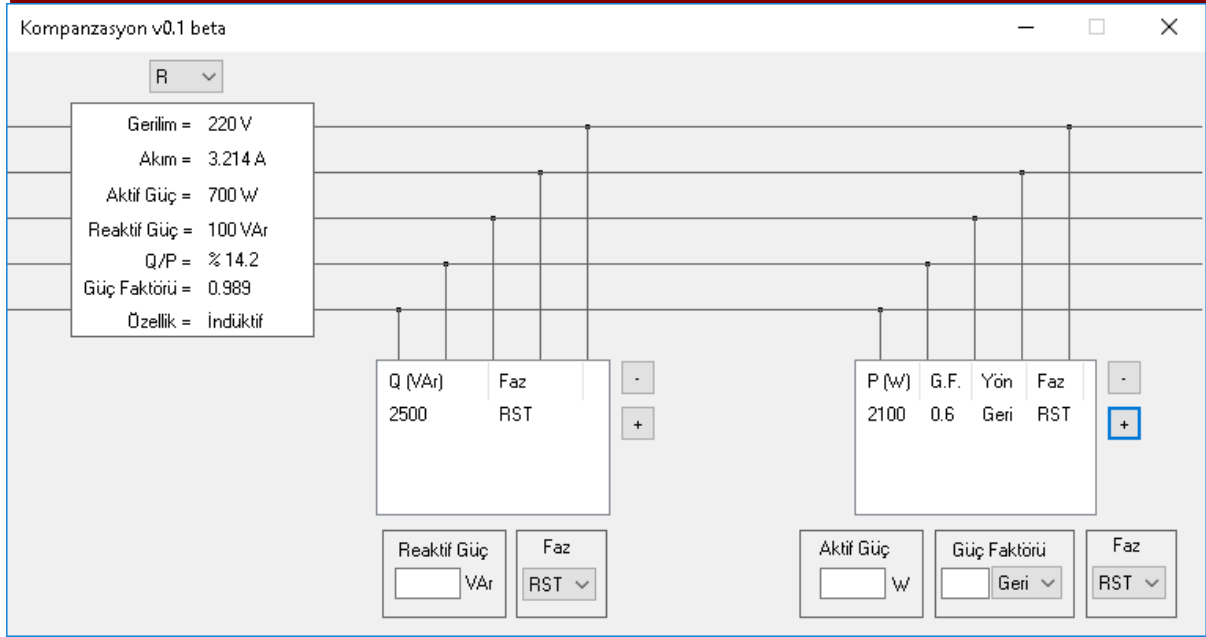 Kompanzasyon v0.1 beta
R
Gerilim = 220 V
Akım = 3.214 A
Aktif Güç = 700 W
Reaktif Güç = 100 VAr
Q/P = % 14.2
Güç Faktörü = 0.989
Özellik = İndüktif
Q (VAr) Faz
2500 RST
-
+
P (W) G.F. Yön Faz
2100 0.6 Geri RST
-
+
Reaktif Güç
VAr
Faz
RST
Aktif Güç
W
Güç Faktörü
Geri
Faz
RST